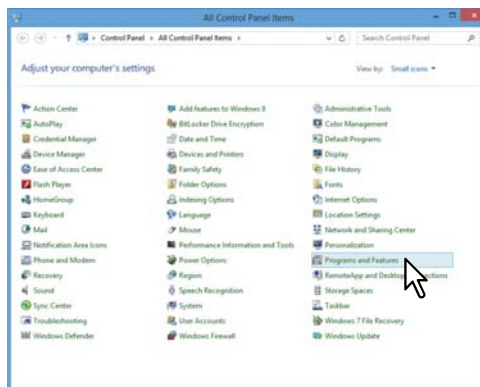 All Control Panel Items
Control Panel All Control Panel Items Search Control Panel
Adjust your computer's settings View by: Small icons
Action Center Add features to Windows 8 Administrative Tools
AutoPlay BitLocker Drive Encryption Color Management
Credential Manager Date and Time Default Programs
Device Manager Devices and Printers Display
Ease of Access Center Family Safety File History
Flash Player Folder Options Fonts
HomeGroup Indexing Options Internet Options
Keyboard Language Location Settings
Mail Mouse Network and Sharing Center
Notification Area Icons Performance Information and Tools Personalization
Phone and Modem Power Options Programs and Features
Recovery Region RemoteApp and Desktop
Sound Speech Recognition Storage Spaces
Sync Center System Taskbar
Troubleshooting User Accounts Windows 7 File Recovery
Windows Defender Windows Firewall Windows Update